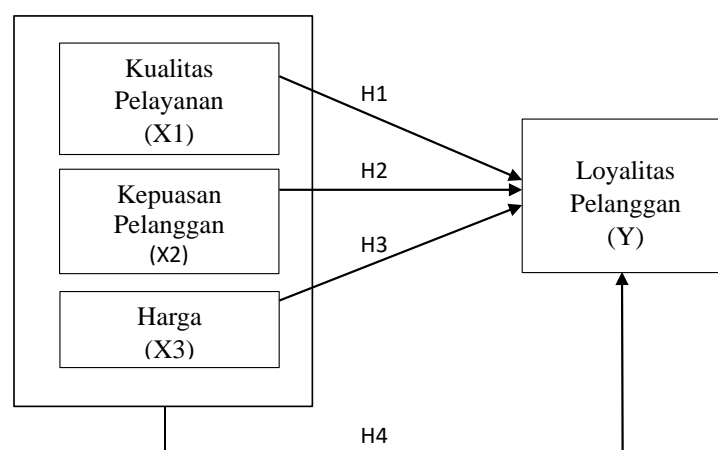 Kualitas
Pelayanan
(X1)
H1
Kepuasan
Pelanggan
(X2)
H2
Harga
(X3)
H3
Loyalitas
Pelanggan
(Y)
H4